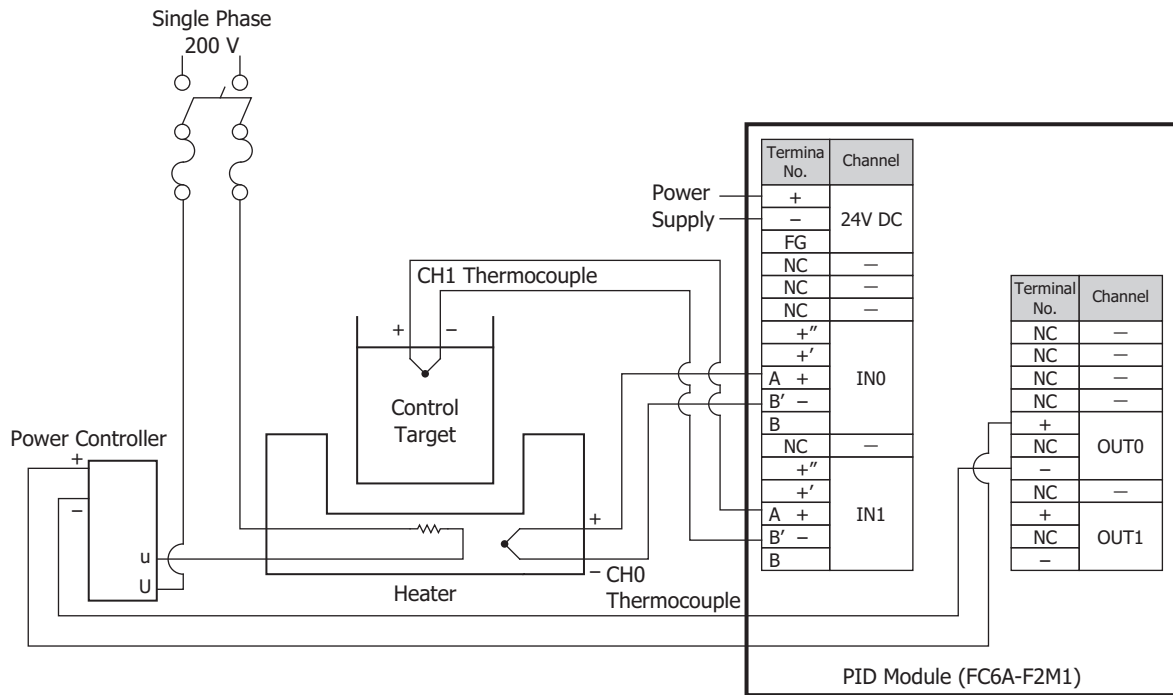 Single Phase
200 V
Termina
No.
Channel
Power
Supply
+
24V DC
−
FG
NC —
NC —
NC —
+″
+′
A +
IN0
B′ −
B
NC —
+″
+′
A +
IN1
B′ −
B
Terminal
No.
Channel
NC —
NC —
NC —
NC —
+
OUT0
NC
−
NC —
+
OUT1
NC
−
CH1 Thermocouple
+ −
Control
Target
Power Controller
+
−
u
U
+
−
CH0
Thermocouple
Heater
PID Module (FC6A-F2M1)